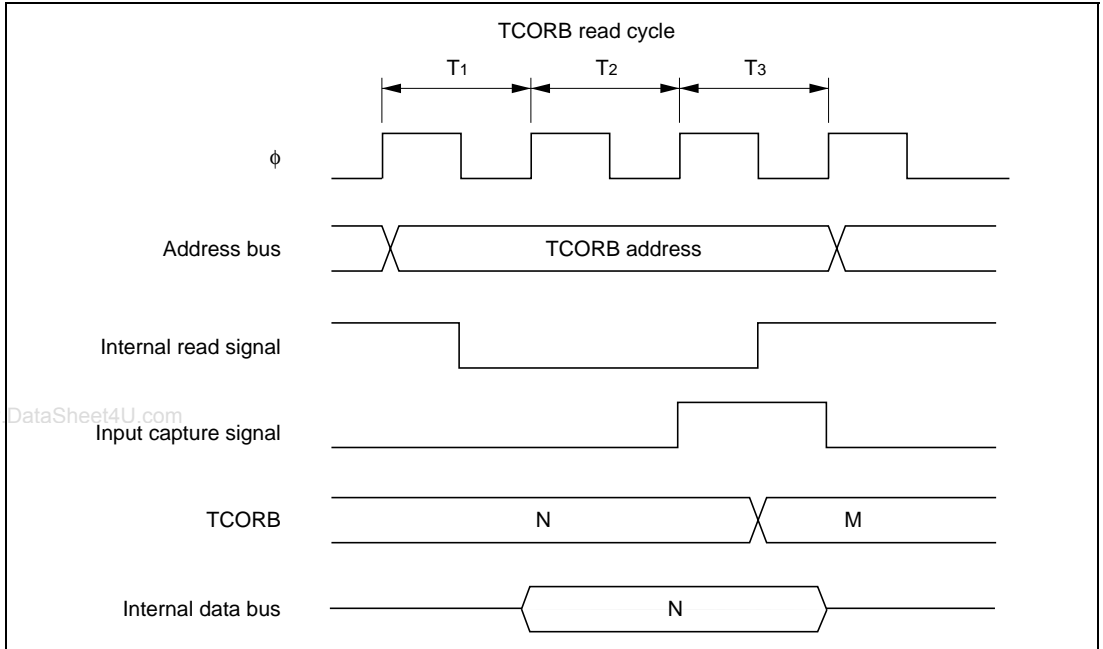 TCORB read cycle
T1 T2 T3
φ
Address bus TCORB address
Internal read signal
.DataSheet4U.com
Input capture signal
TCORB N M
Internal data bus N